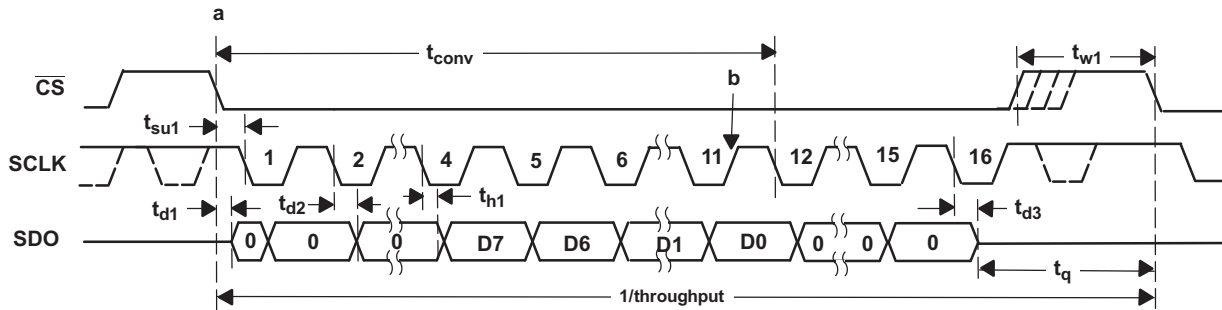 a
t_conv
t_w1
CS
b
t_su1
SCLK 1 2 4 5 6 11 12 15 16
t_d1 t_d2 t_h1 t_d3
SDO 0 0 0 D7 D6 D1 D0 0 0 0
t_q
1/throughput